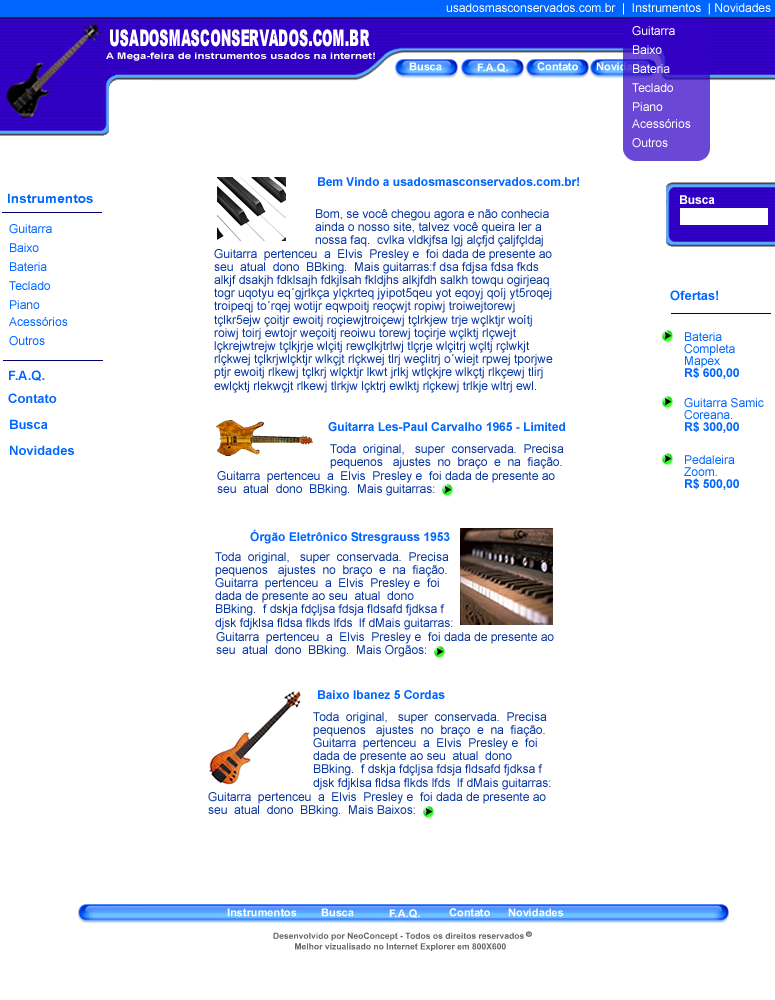 usadosmasconservados.com.br | Instrumentos | Novidades
USADOSMASCONSERVADOS.COM.BR
A Mega-feira de instrumentos usados na internet!
Busca F.A.Q. Contato
Guitarra
Baixo
Bateria
Teclado
Piano
Acessórios
Outros
Instrumentos
Guitarra
Baixo
Bateria
Teclado
Piano
Acessórios
Outros
F.A.Q.
Contato
Busca
Novidades
Bem Vindo a usadosmasconservados.com.br!
Bom, se você chegou agora e não conhecia
ainda o nosso site, talvez você queira ler a
nossa faq. cvlka vldkjfsa lgj alçfjd çaljfçldaj
Guitarra pertenceu a Elvis Presley e foi dada de presente ao
seu atual dono BBking. Mais guitarras:f dsa fdjsa fdsa fkds
alkjf dsakjh fdklsajh fdkjlsah fkldjhs alkjfdh salkh towqu ogirjeaq
togr uqotyu eq´gjrlkça ylçkrteq jyipot5qeu yot eqoyj qoíj yt5roqej
troipeqj to´rqej wotijr eqwpoitj reoçwjt ropiwj troiwejtorewj
tçlkr5ejw çoitjr ewoitj roçiewjtroiçewj tçlrkjew trje wçlktjr woítj
roiwj toirj ewtojr weçoitj reoiwu torewj toçirje wçlktj rlçwejt
lçkrejwtrejw tçlkjrje wlçitj rewçlkjtrlwj tlçrje wlçitrj wçltj rçlwkjt
rlçkwej tçlkrjwlçktjr wlkçjt rlçkwej tlrj weçlitrj o´wiejt rpwej tporjwe
ptjr ewoitj rlkewj tçlkrj wlçktjr lkwt jrlkj wtlçkjre wlkçtj rlkçewj tlirj
ewlçktj rlekwçjt rlkewj tlrkjw lçktrj ewlktj rlçkewj trlkje wltrj ewl.
Guitarra Les-Paul Carvalho 1965 - Limited
Toda original, super conservada. Precisa
pequenos ajustes no braço e na fiação.
Guitarra pertenceu a Elvis Presley e foi dada de presente ao
seu atual dono BBking. Mais guitarras:
Órgão Eletrônico Stresgrauss 1953
Toda original, super conservada. Precisa
pequenos ajustes no braço e na fiação.
Guitarra pertenceu a Elvis Presley e foi
dada de presente ao seu atual dono
BBking. f dskja fdçljsa fdsja fldsafd fjdksa f
djsk fdjklsa fldsa flkds lfds lf dMais guitarras:
Guitarra pertenceu a Elvis Presley e foi dada de presente ao
seu atual dono BBking. Mais Orgãos:
Baixo Ibanez 5 Cordas
Toda original, super conservada. Precisa
pequenos ajustes no braço e na fiação.
Guitarra pertenceu a Elvis Presley e foi
dada de presente ao seu atual dono
BBking. f dskja fdçljsa fdsja fldsafd fjdksa f
djsk fdjklsa fldsa flkds lfds lf dMais guitarras:
Guitarra pertenceu a Elvis Presley e foi dada de presente ao
seu atual dono BBking. Mais Baixos:
Busca
Ofertas!
Bateria
Completa
Mapex
R$ 600,00
Guitarra Samic
Coreana.
R$ 300,00
Pedaleira
Zoom.
R$ 500,00
Instrumentos Busca F.A.Q. Contato Novidades
Desenvolvido por NeoConcept - Todos os direitos reservados ®
Melhor vizualisado no Internet Explorer em 800X600